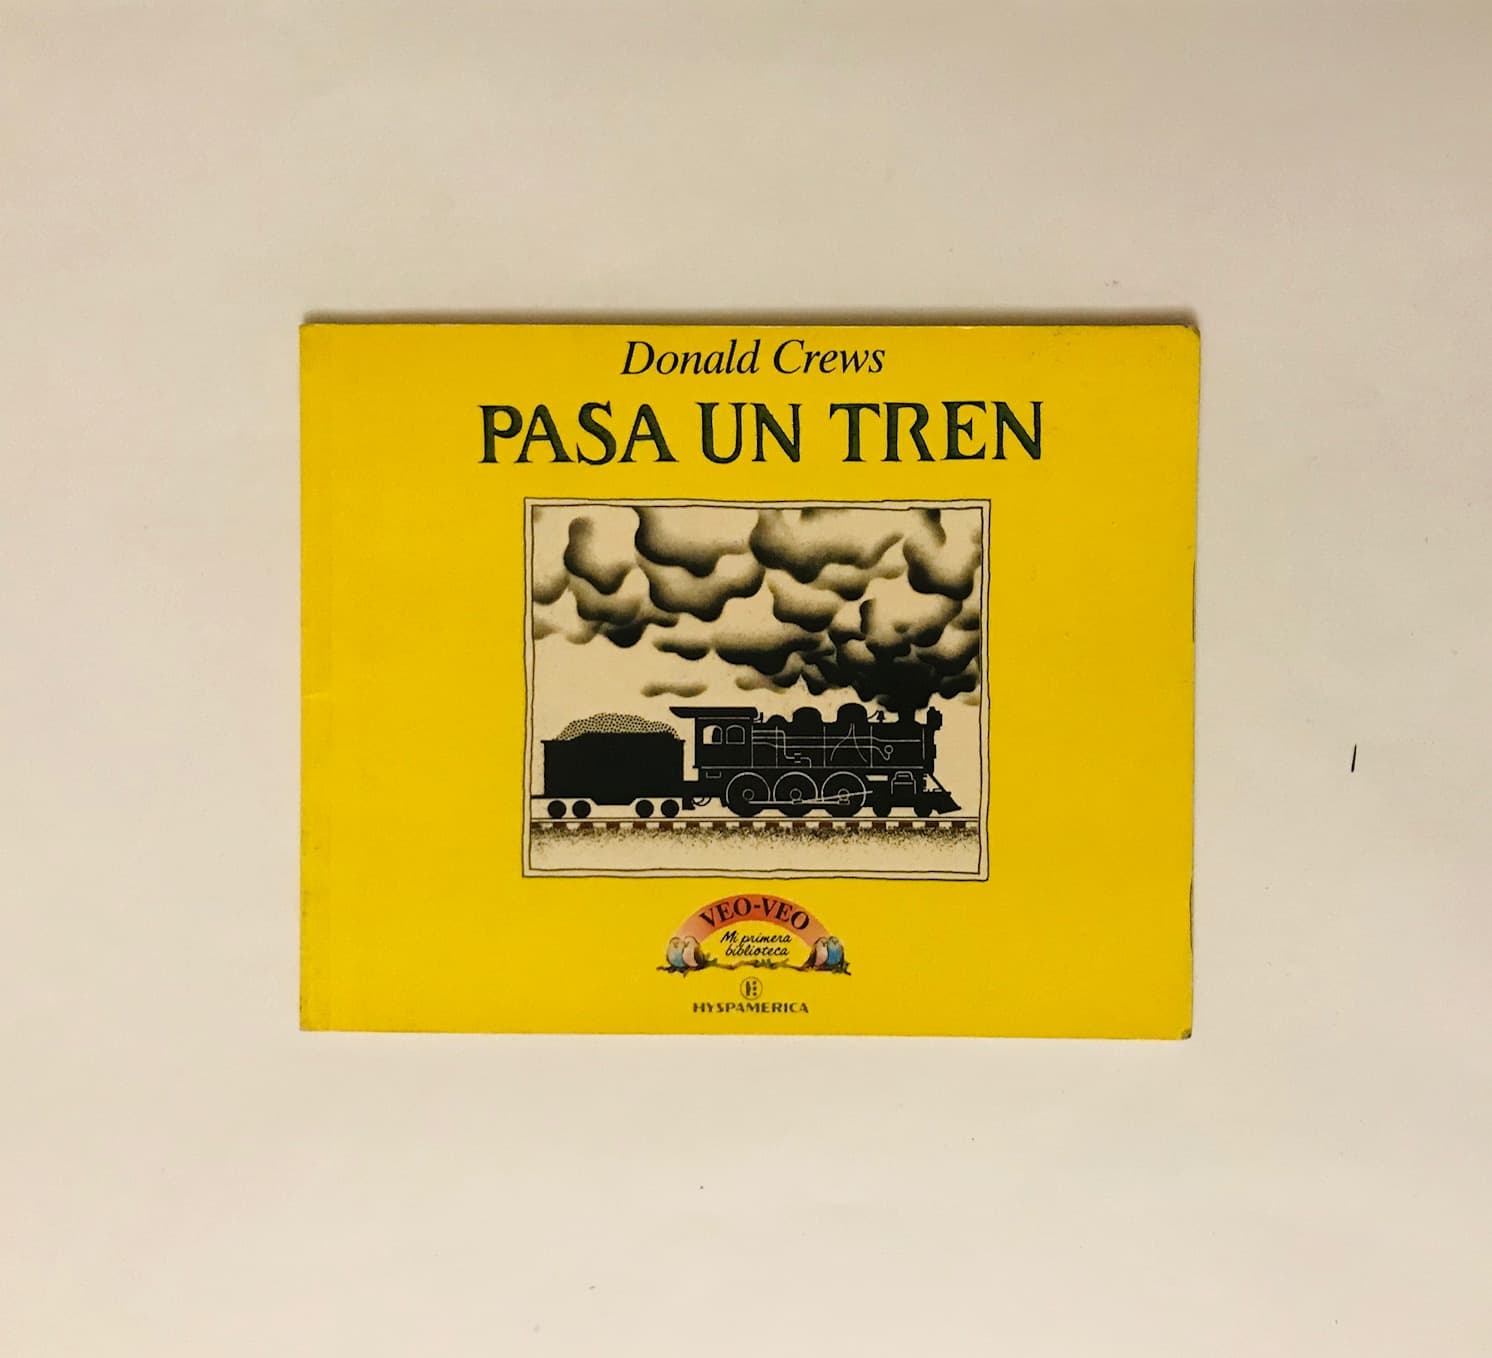 Donald Crews
PASA UN TREN
VEO-VEO
Mi primera
biblioteca
HYSPAMERICA